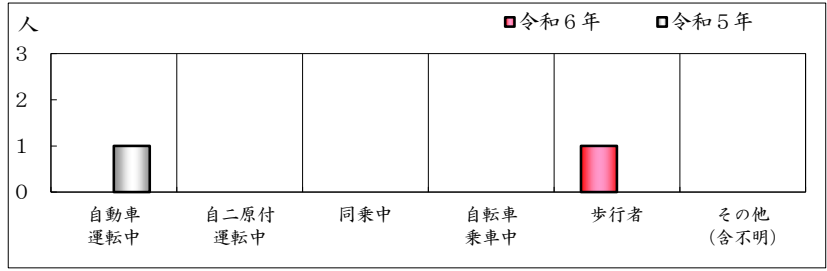 人
■令和６年 □令和５年
3
2
1
0
自動車
運転中
自二原付
運転中
同乗中
自転車
乗車中
歩行者
その他
（含不明）